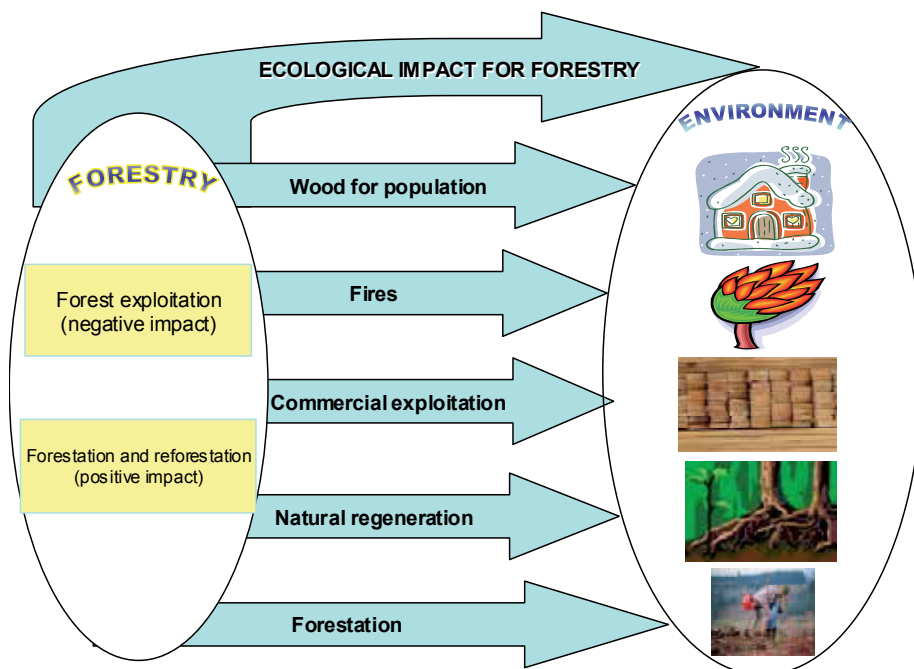 ECOLOGICAL IMPACT FOR FORESTRY
ENVIRONMENT
FORESTRY
Wood for population
Forest exploitation
(negative impact)
Fires
Commercial exploitation
Forestation and reforestation
(positive impact)
Natural regeneration
Forestation